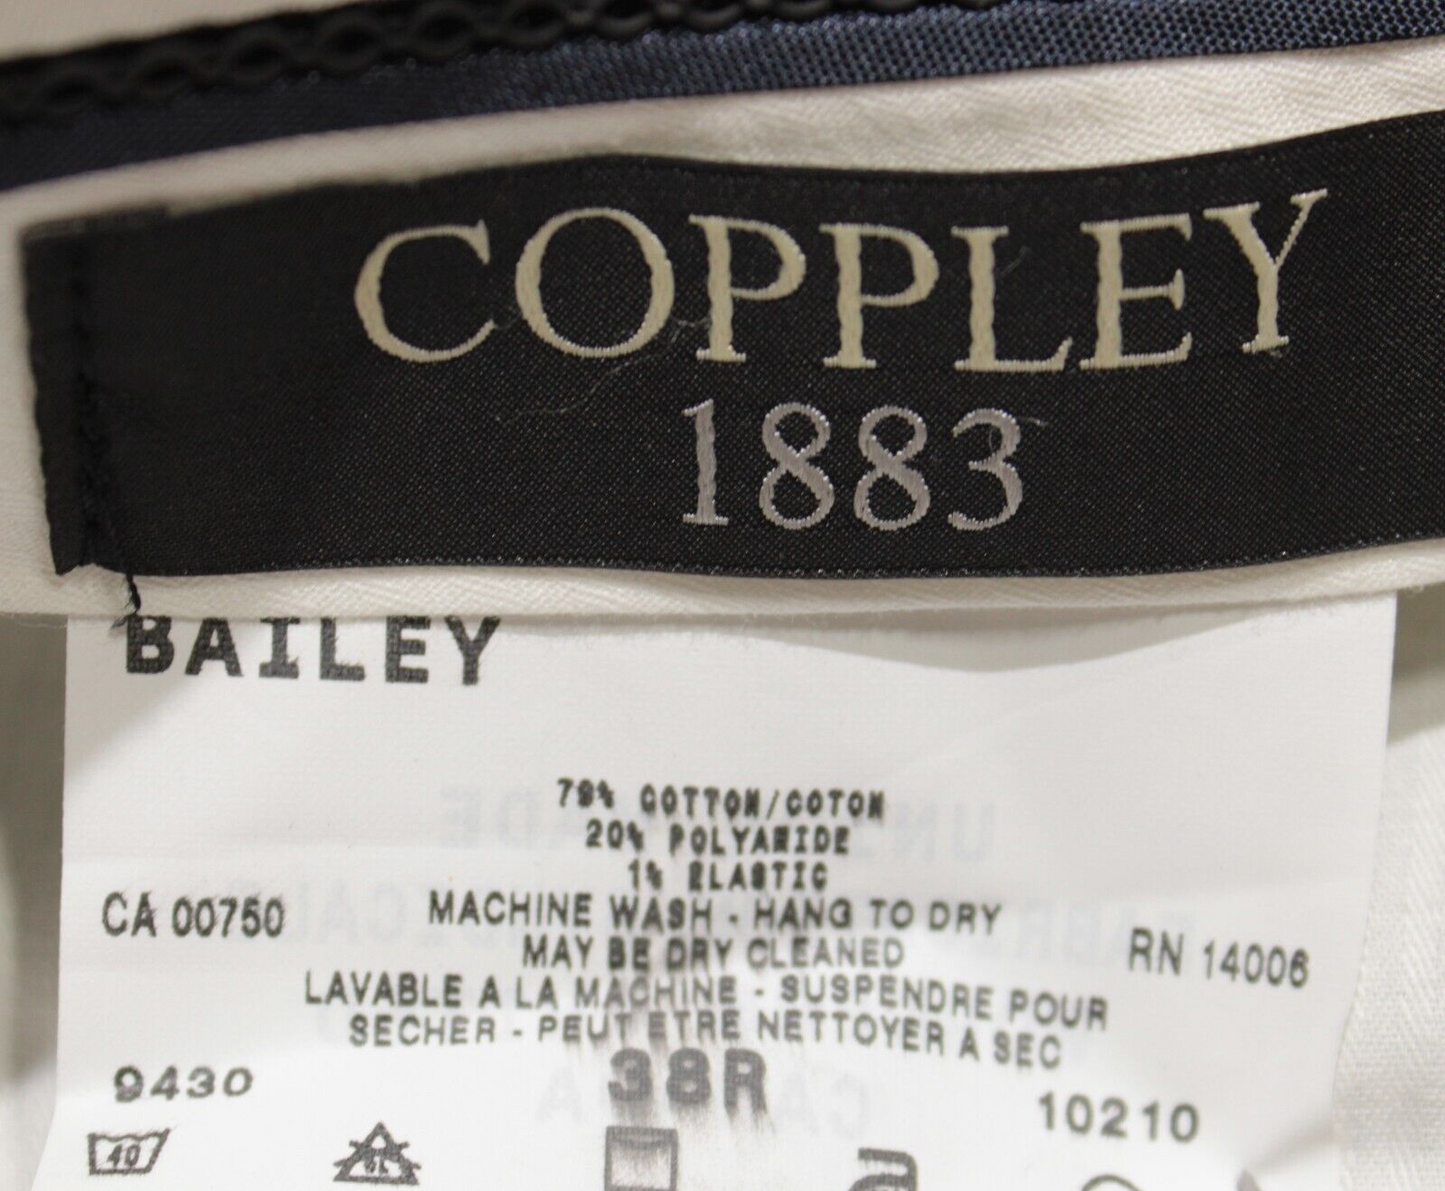 COPPLEY
1883
BAILEY
79% COTTON/COTON
20% POLYAMIDE
1% ELASTIC
CA 00750
MACHINE WASH - HANG TO DRY
MAY BE DRY CLEANED
RN 14006
LAVABLE A LA MACHINE - SUSPENDRE POUR
SECHER - PEUT ETRE NETTOYER A SEC
9430
38R
10210
40
CL